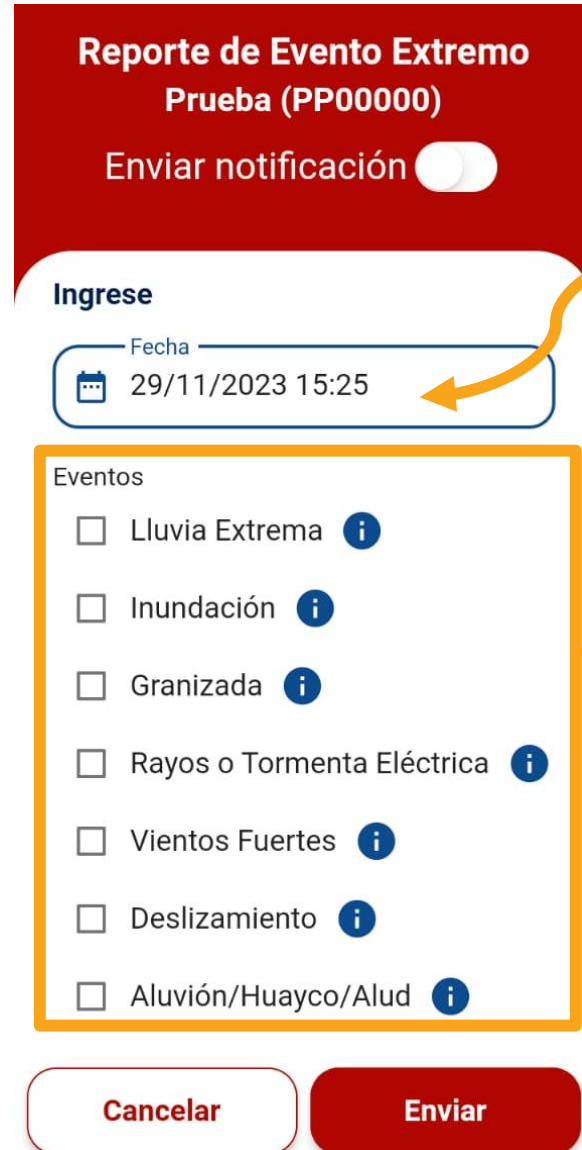 Reporte de Evento Extremo
Prueba (PP00000)
Enviar notificación
Ingrese
Fecha
29/11/2023 15:25
Eventos
Lluvia Extrema
Inundación
Granizada
Rayos o Tormenta Eléctrica
Vientos Fuertes
Deslizamiento
Aluvión/Huayco/Alud
Cancelar Enviar